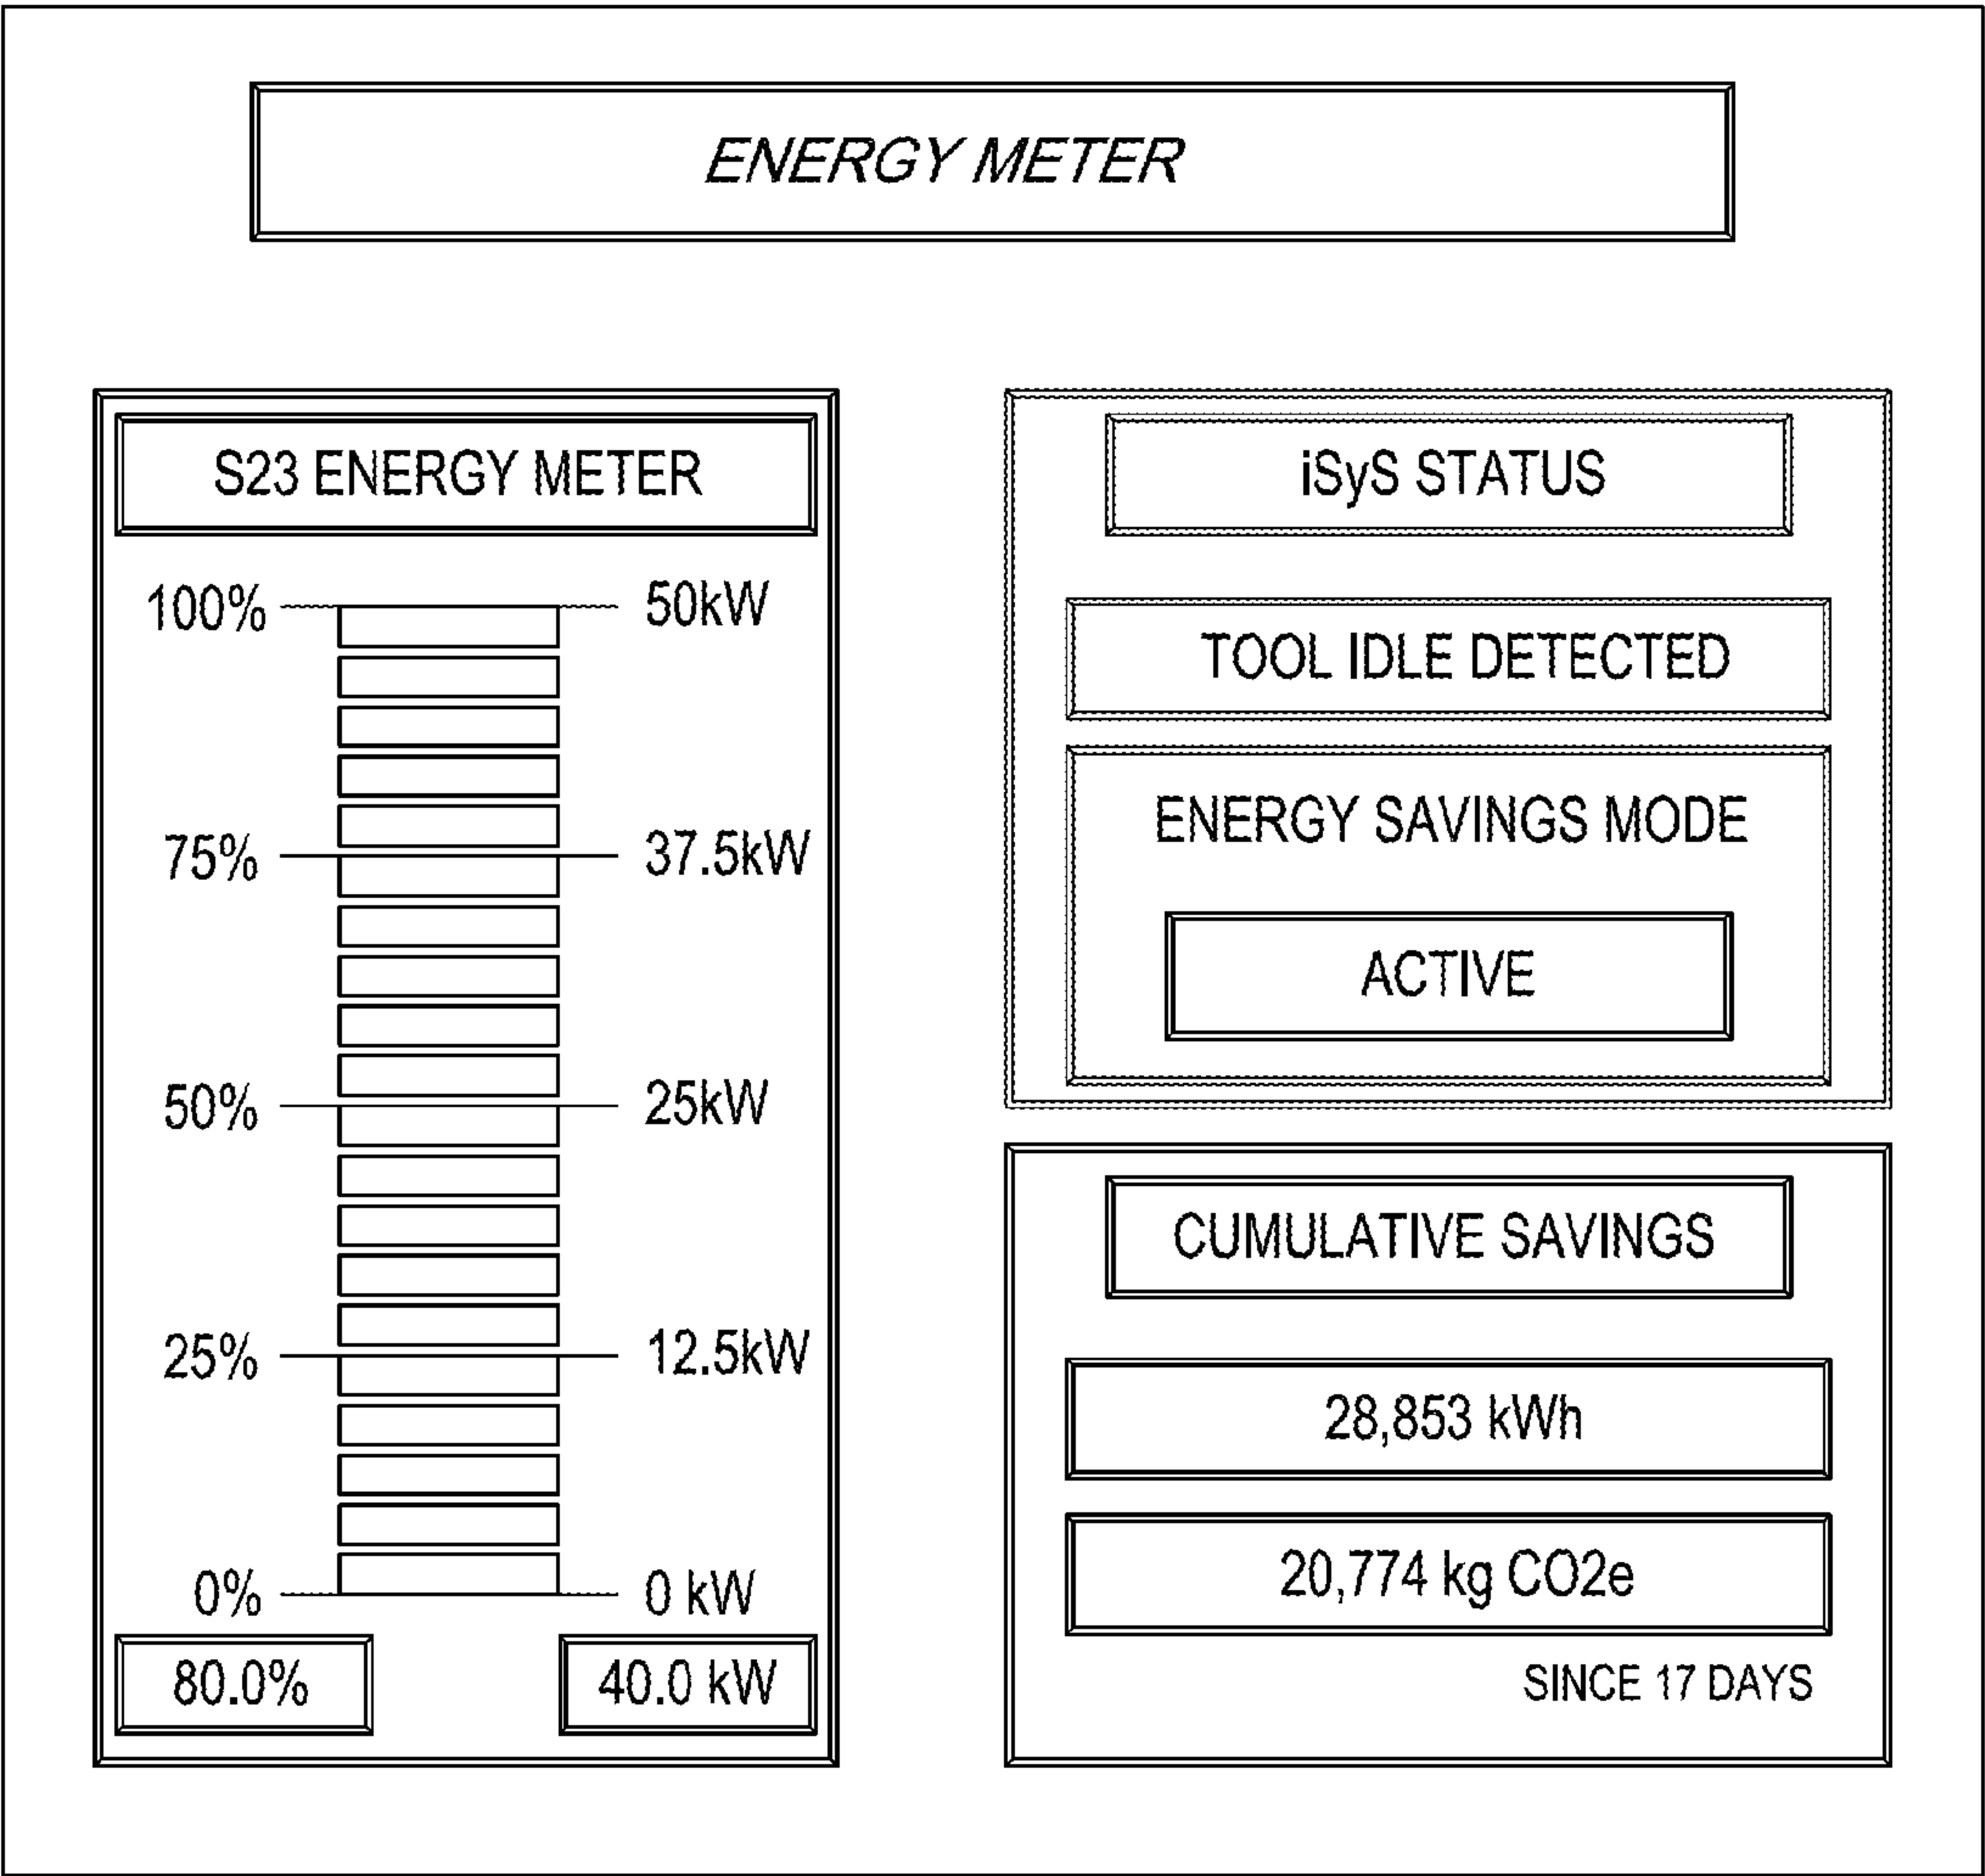 ENERGY METER
S23 ENERGY METER
100%
50kW
75%
37.5kW
50%
25kW
25%
12.5kW
0%
0 kW
80.0%
40.0 kW
iSyS STATUS
TOOL IDLE DETECTED
ENERGY SAVINGS MODE
ACTIVE
CUMULATIVE SAVINGS
28,853 kWh
20,774 kg CO2e
SINCE 17 DAYS